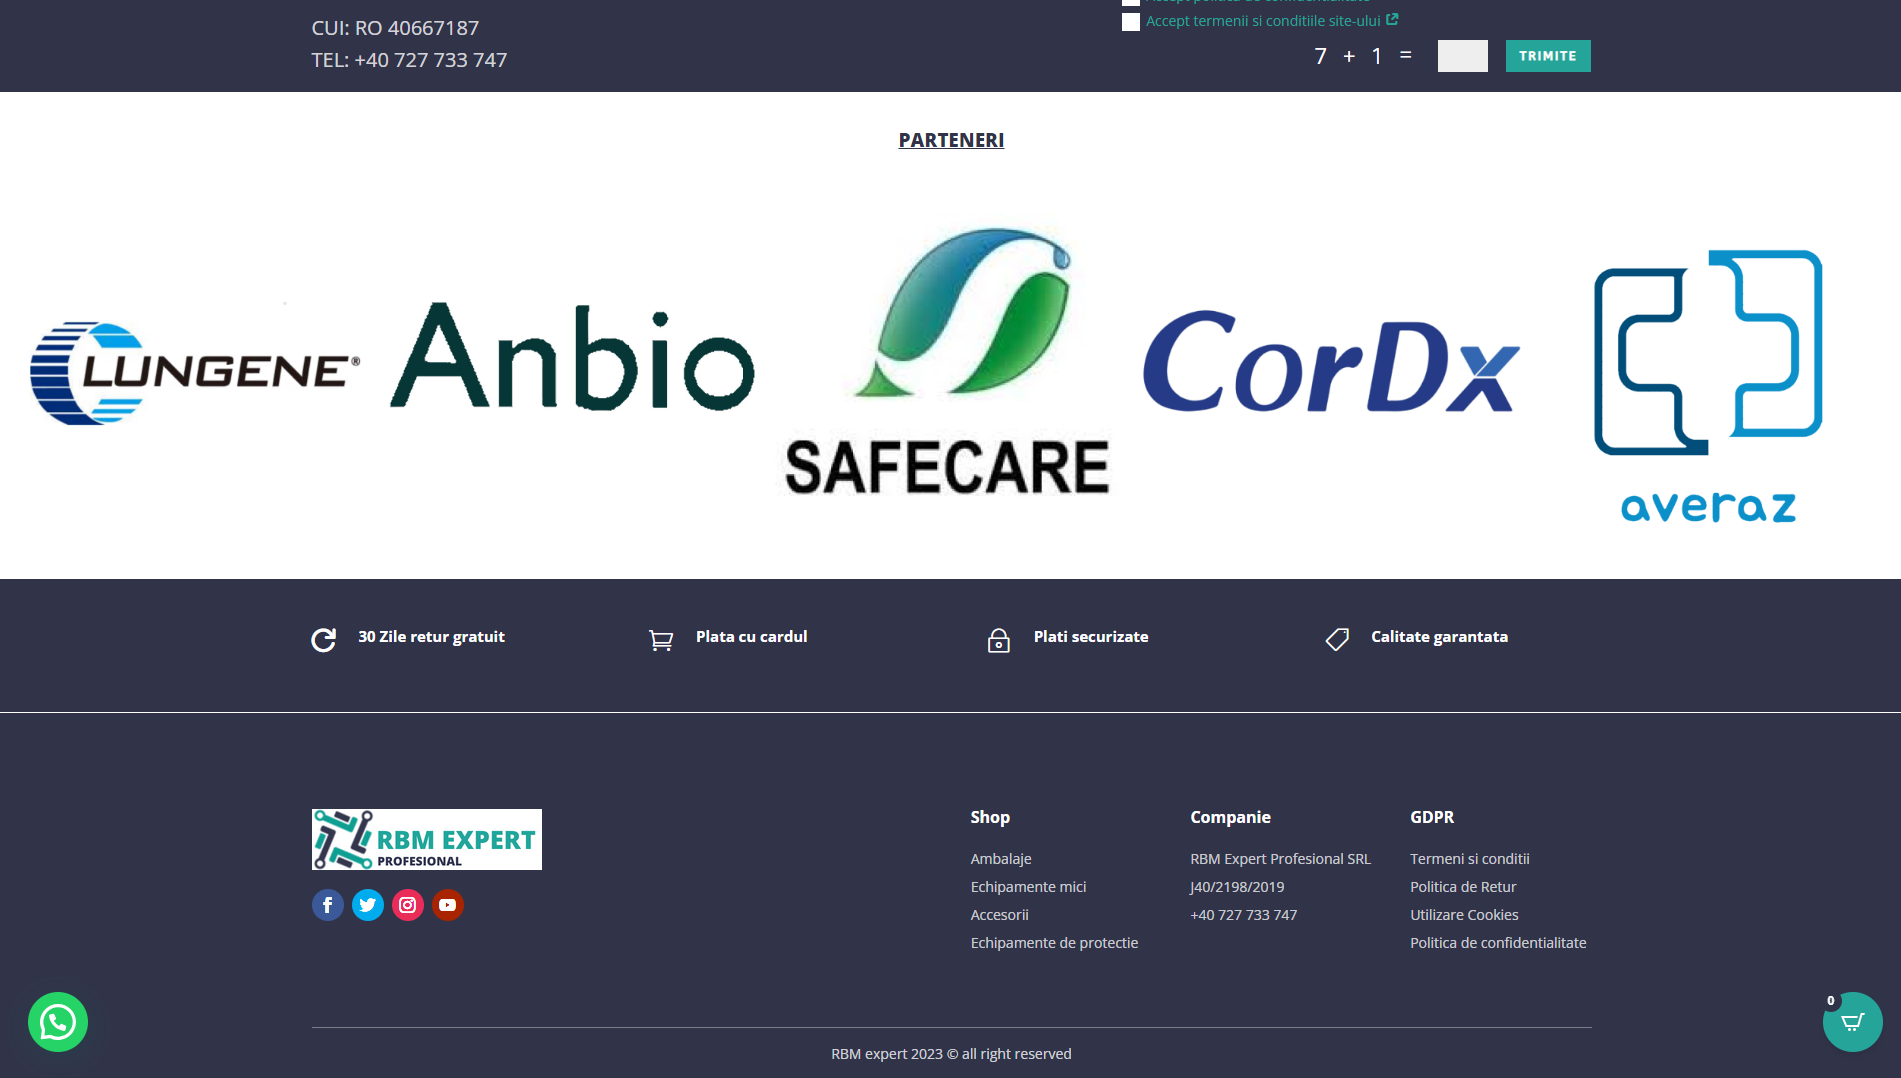 CUI: RO 40667187
TEL: +40 727 733 747
Accept termenii si conditiile site-ului
7 + 1 =
TRIMITE
PARTENERI
LUNGENE®
Anbio
SAFECARE
CorDx
averaz
30 Zile retur gratuit
Plata cu cardul
Plati securizate
Calitate garantata
RBM EXPERT
PROFESIONAL
Shop
Ambalaje
Echipamente mici
Accesorii
Echipamente de protectie
Companie
RBM Expert Profesional SRL
J40/2198/2019
+40 727 733 747
GDPR
Termeni si conditii
Politica de Retur
Utilizare Cookies
Politica de confidentialitate
0
RBM expert 2023 © all right reserved